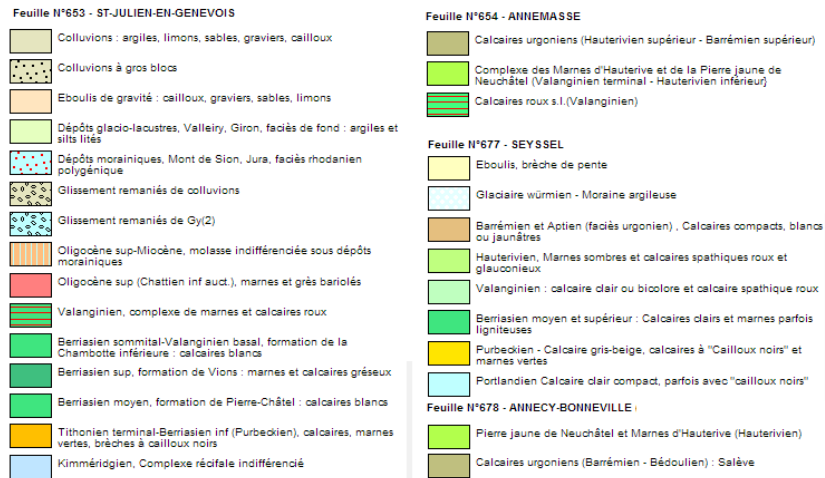 Feuille N°653 - ST-JULIEN-EN-GENEVOIS
Colluvions : argiles, limons, sables, graviers, cailloux
Colluvions à gros blocs
Eboulis de gravité : cailloux, graviers, sables, limons
Dépôts glacio-lacustres, Valleiry, Giron, faciès de fond : argiles et
silts lités
Dépôts morainiques, Mont de Sion, Jura, faciès rhodanien
polygénique
Glissement remaniés de colluvions
Glissement remaniés de Gy(2)
Oligocène sup-Miocène, molasse indifférenciée sous dépôts
morainiques
Oligocène sup (Chattien inf auct.), marnes et grès bariolés
Valanginien, complexe de marnes et calcaires roux
Berriasien sommital-Valanginien basal, formation de la
Chambotte inférieure : calcaires blancs
Berriasien sup, formation de Vions : marnes et calcaires gréseux
Berriasien moyen, formation de Pierre-Châtel : calcaires blancs
Tithonien terminal-Berriasien inf (Purbeckien), calcaires, marnes
vertes, brèches à cailloux noirs
Kimméridgien, Complexe récifale indifférencié
Feuille N°654 - ANNEMASSE
Calcaires urgoniens (Hauterivien supérieur - Barrémien supérieur)
Complexe des Marnes d'Hauterive et de la Pierre jaune de
Neuchâtel (Valanginien terminal - Hauterivien inférieur)
Calcaires roux s.l.(Valanginien)
Feuille N°677 - SEYSSEL
Eboulis, brèche de pente
Glaciaire würmien - Moraine argileuse
Barrémien et Aptien (faciès urgonien) , Calcaires compacts, blancs
ou jaunâtres
Hauterivien, Marnes sombres et calcaires spathiques roux et
glauconieux
Valanginien : calcaire clair ou bicolore et calcaire spathique roux
Berriasien moyen et supérieur : Calcaires clairs et marnes parfois
ligniteuses
Purbeckien - Calcaire gris-beige, calcaires à "Cailloux noirs" et
marnes vertes
Portlandien Calcaire clair compact, parfois avec "cailloux noirs"
Feuille N°678 - ANNECY-BONNEVILLE
Pierre jaune de Neuchâtel et Marnes d'Hauterive (Hauterivien)
Calcaires urgoniens (Barrémien - Bédoulien) : Salève